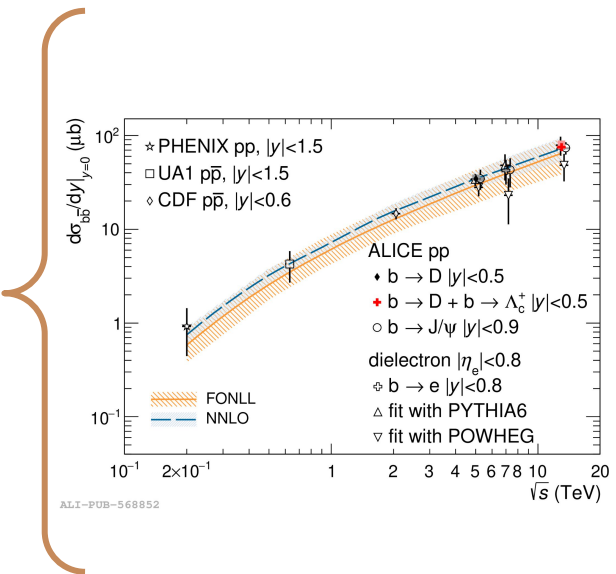 dσ_{bb̅}/dy|_{y=0} (μb)
10²
10
1
10⁻¹
PHENIX pp, |y|<1.5
UA1 pp̅, |y|<1.5
CDF pp̅, |y|<0.6
ALICE pp
b → D |y|<0.5
b → D + b → Λ_c⁺ |y|<0.5
b → J/ψ |y|<0.9
dielectron |η_e|<0.8
b → e |y|<0.8
fit with PYTHIA6
fit with POWHEG
FONLL
NNLO
10⁻¹ 2×10⁻¹ 1 2 3 4 5 6 7 8 10 20
√s (TeV)
ALI-PUB-568852